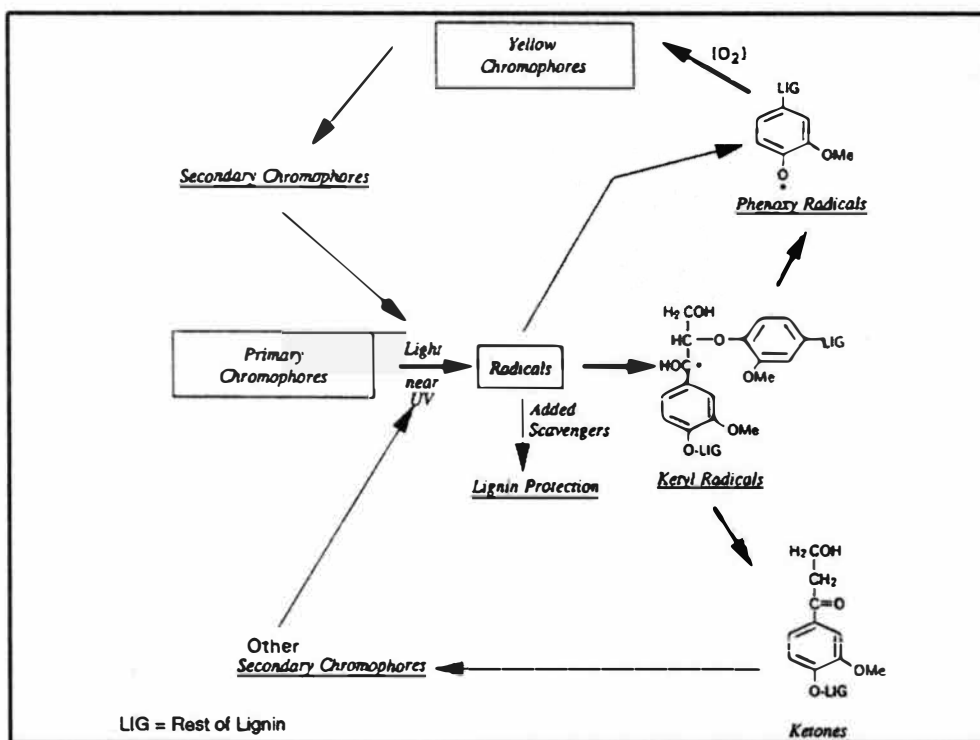 Yellow
Chromophores
[O₂]
LIG
OMe
O
•
Phenoxy Radicals
Secondary Chromophores
Primary
Chromophores
Light
near
UV
Radicals
Added
Scavengers
Lignin Protection
H₂COH
HC
O
HOC•
OMe
LIG
OMe
O-LIG
Ketyl Radicals
H₂COH
CH₂
C=O
OMe
O-LIG
Ketones
Other
Secondary Chromophores
LIG = Rest of Lignin